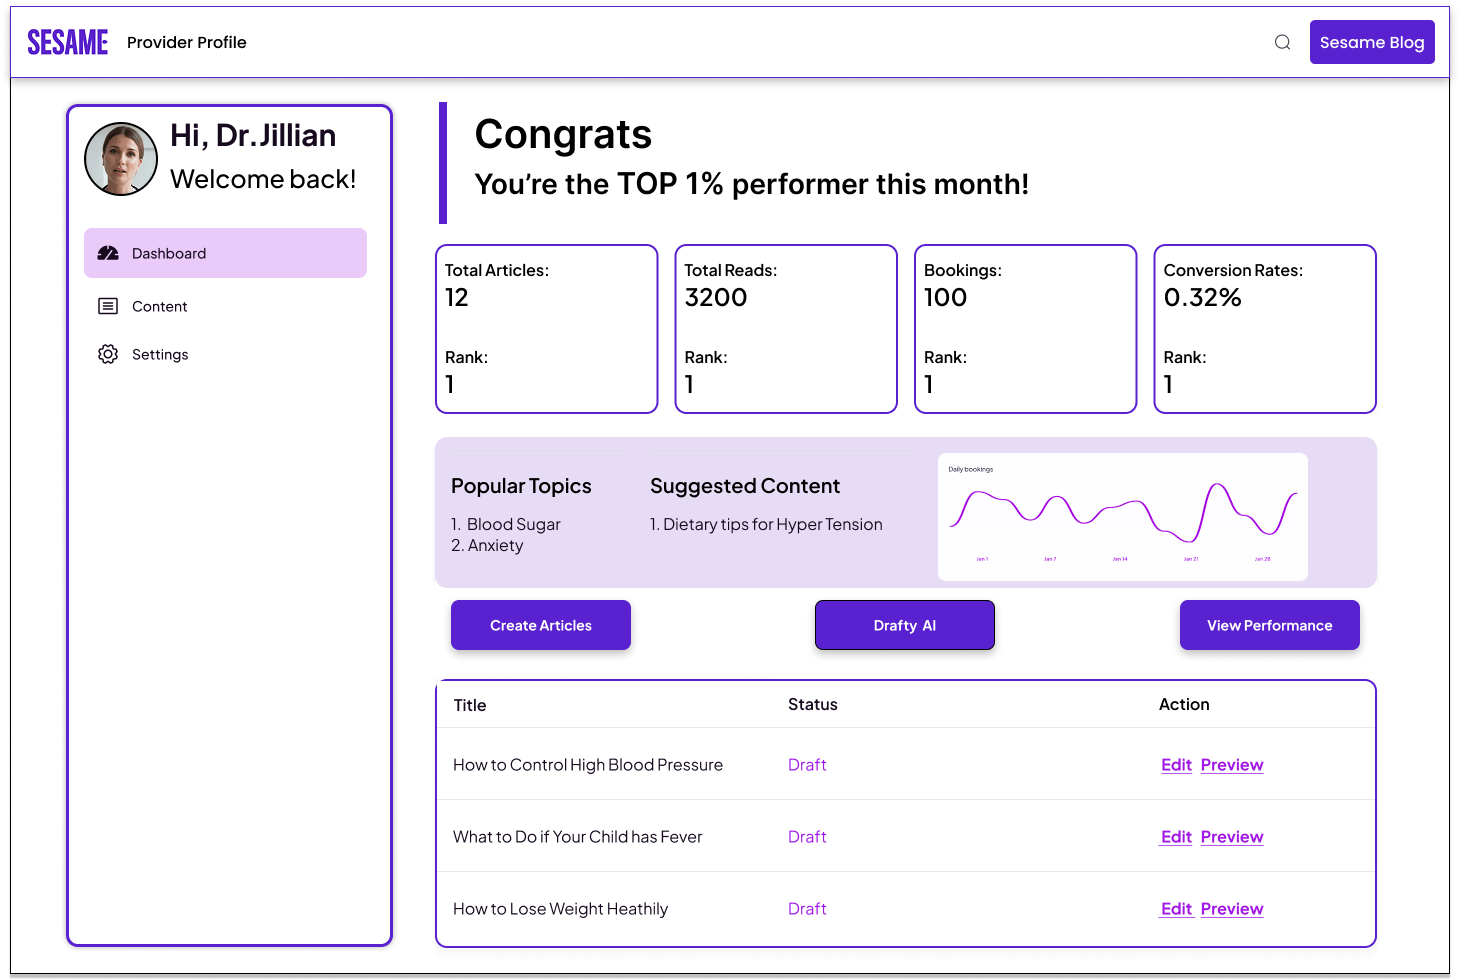 SESAME Provider Profile
Sesame Blog
Hi, Dr.Jillian
Welcome back!
Dashboard
Content
Settings
Congrats
You’re the TOP 1% performer this month!
Total Articles:
12
Rank:
1
Total Reads:
3200
Rank:
1
Bookings:
100
Rank:
1
Conversion Rates:
0.32%
Rank:
1
Popular Topics
1. Blood Sugar
2. Anxiety
Suggested Content
1. Dietary tips for Hyper Tension
Daily bookings
Jan 1 Jan 7 Jan 14 Jan 21 Jan 28
Create Articles
Drafty AI
View Performance
Title Status Action
How to Control High Blood Pressure Draft Edit Preview
What to Do if Your Child has Fever Draft Edit Preview
How to Lose Weight Heathily Draft Edit Preview